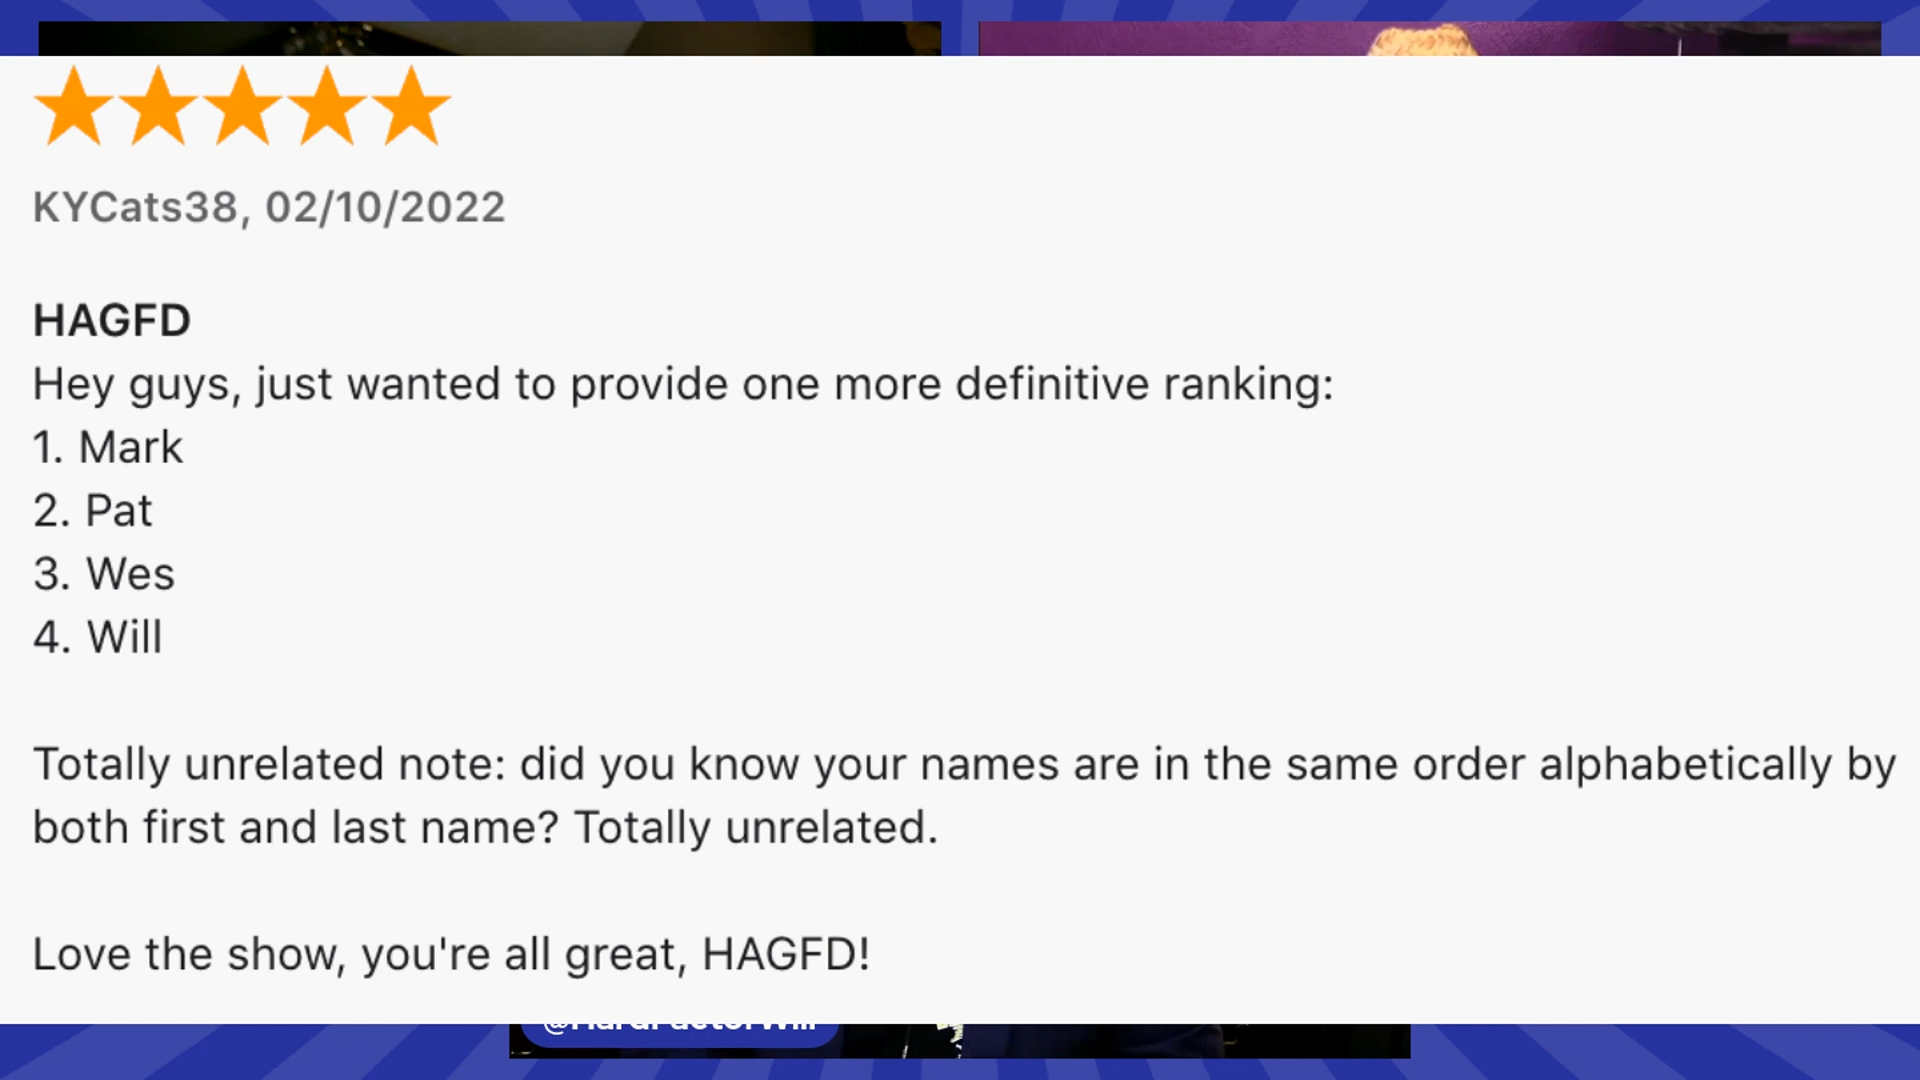 KYCats38, 02/10/2022
HAGFD
Hey guys, just wanted to provide one more definitive ranking:
1. Mark
2. Pat
3. Wes
4. Will
Totally unrelated note: did you know your names are in the same order alphabetically by
both first and last name? Totally unrelated.
Love the show, you're all great, HAGFD!
@HardFactorWill